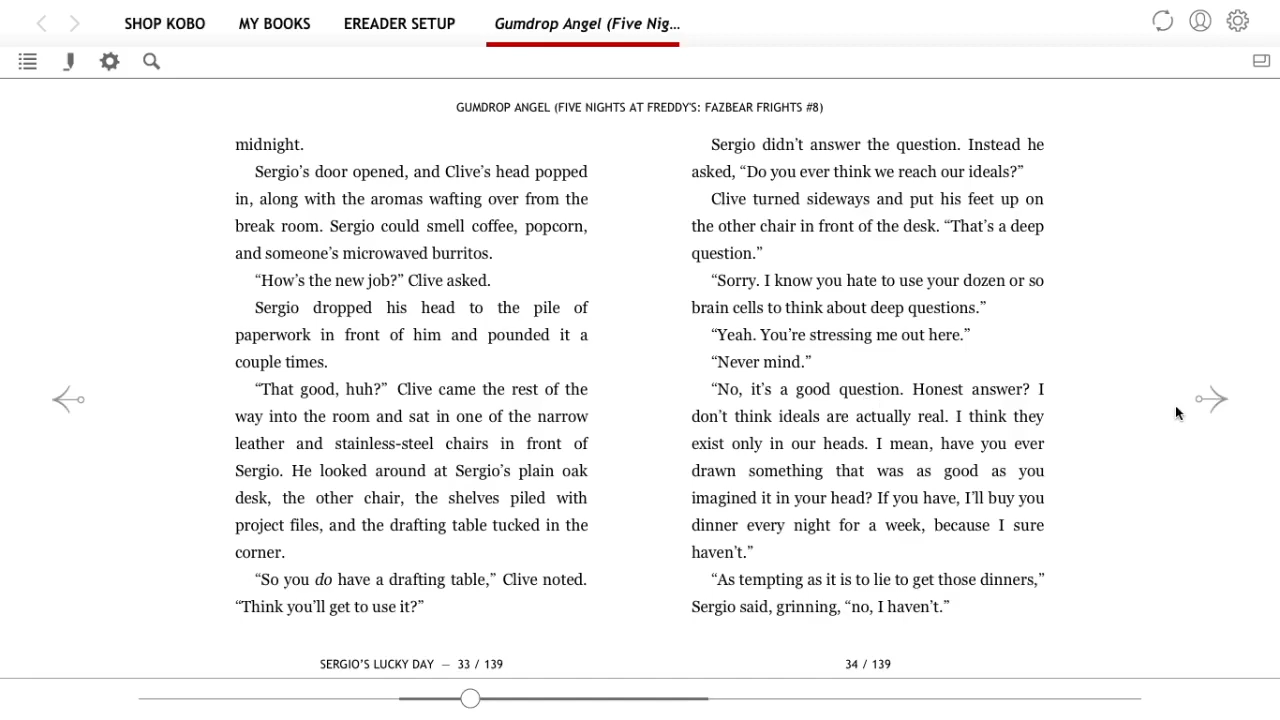 SHOP KOBO MY BOOKS EREADER SETUP Gumdrop Angel (Five Nig...
GUMDROP ANGEL (FIVE NIGHTS AT FREDDY'S: FAZBEAR FRIGHTS #8)
midnight.
Sergio’s door opened, and Clive’s head popped
in, along with the aromas wafting over from the
break room. Sergio could smell coffee, popcorn,
and someone’s microwaved burritos.
“How’s the new job?” Clive asked.
Sergio dropped his head to the pile of
paperwork in front of him and pounded it a
couple times.
“That good, huh?” Clive came the rest of the
way into the room and sat in one of the narrow
leather and stainless-steel chairs in front of
Sergio. He looked around at Sergio’s plain oak
desk, the other chair, the shelves piled with
project files, and the drafting table tucked in the
corner.
“So you do have a drafting table,” Clive noted.
“Think you’ll get to use it?”
Sergio didn’t answer the question. Instead he
asked, “Do you ever think we reach our ideals?”
Clive turned sideways and put his feet up on
the other chair in front of the desk. “That’s a deep
question.”
“Sorry. I know you hate to use your dozen or so
brain cells to think about deep questions.”
“Yeah. You’re stressing me out here.”
“Never mind.”
“No, it’s a good question. Honest answer? I
don’t think ideals are actually real. I think they
exist only in our heads. I mean, have you ever
drawn something that was as good as you
imagined it in your head? If you have, I’ll buy you
dinner every night for a week, because I sure
haven’t.”
“As tempting as it is to lie to get those dinners,”
Sergio said, grinning, “no, I haven’t.”
SERGIO'S LUCKY DAY – 33 / 139
34 / 139